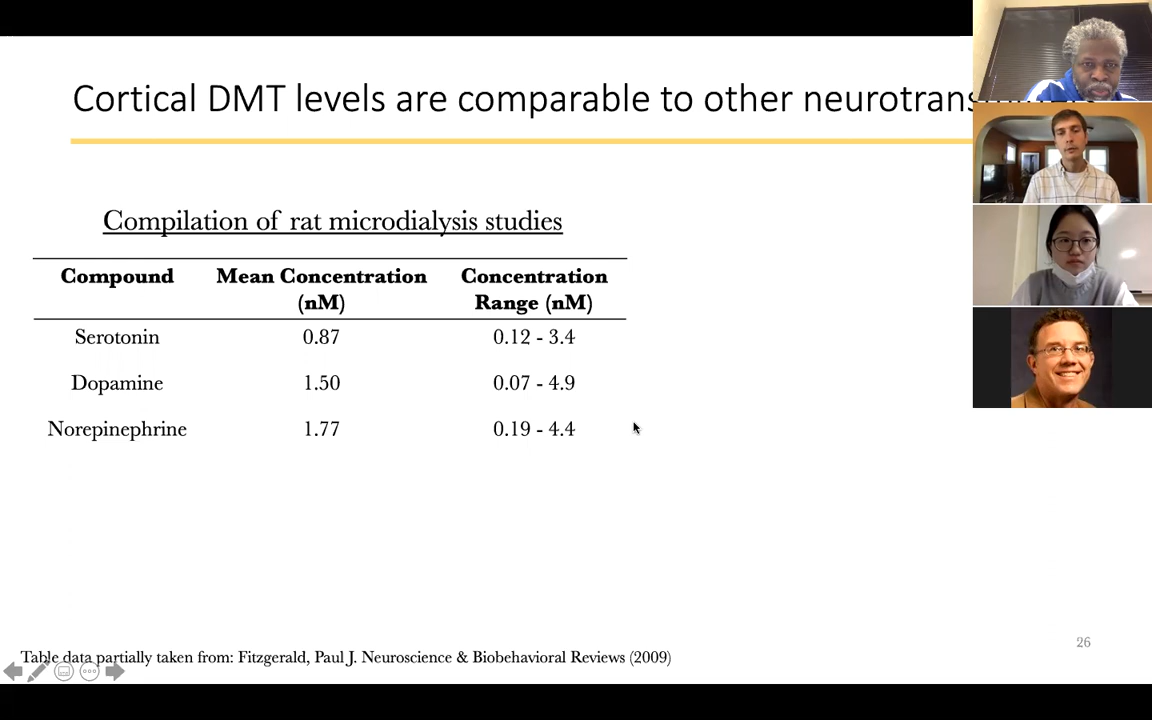 Cortical DMT levels are comparable to other
Compilation of rat microdialysis studies
Compound Mean Concentration (nM) Concentration Range (nM)
Serotonin 0.87 0.12 - 3.4
Dopamine 1.50 0.07 - 4.9
Norepinephrine 1.77 0.19 - 4.4
26
Table data partially taken from: Fitzgerald, Paul J. Neuroscience & Biobehavioral Reviews (2009)